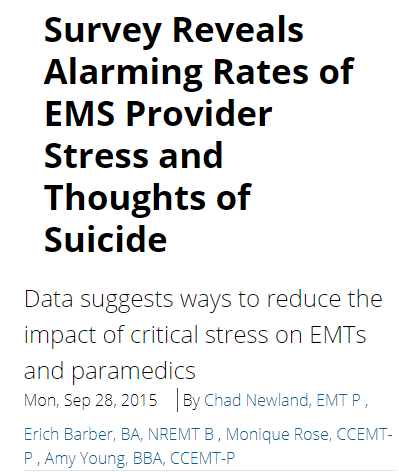 Survey Reveals
Alarming Rates of
EMS Provider
Stress and
Thoughts of
Suicide
Data suggests ways to reduce the
impact of critical stress on EMTs
and paramedics
Mon, Sep 28, 2015 | By Chad Newland, EMT P ,
Erich Barber, BA, NREMT B , Monique Rose, CCEMT-
P , Amy Young, BBA, CCEMT-P